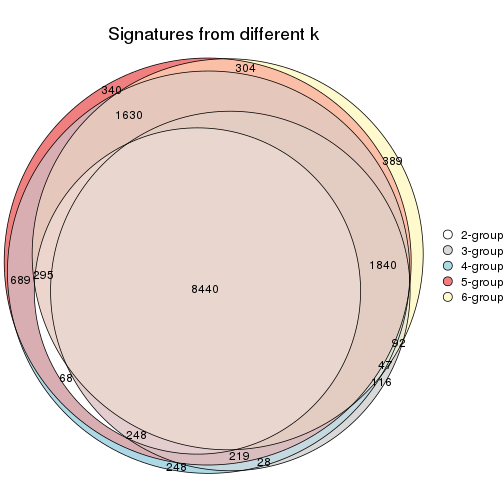 Signatures from different k
304
340
1630
389
1840
2-group
3-group
4-group
5-group
6-group
689
295
8440
92
47
116
68
248
219
28
248